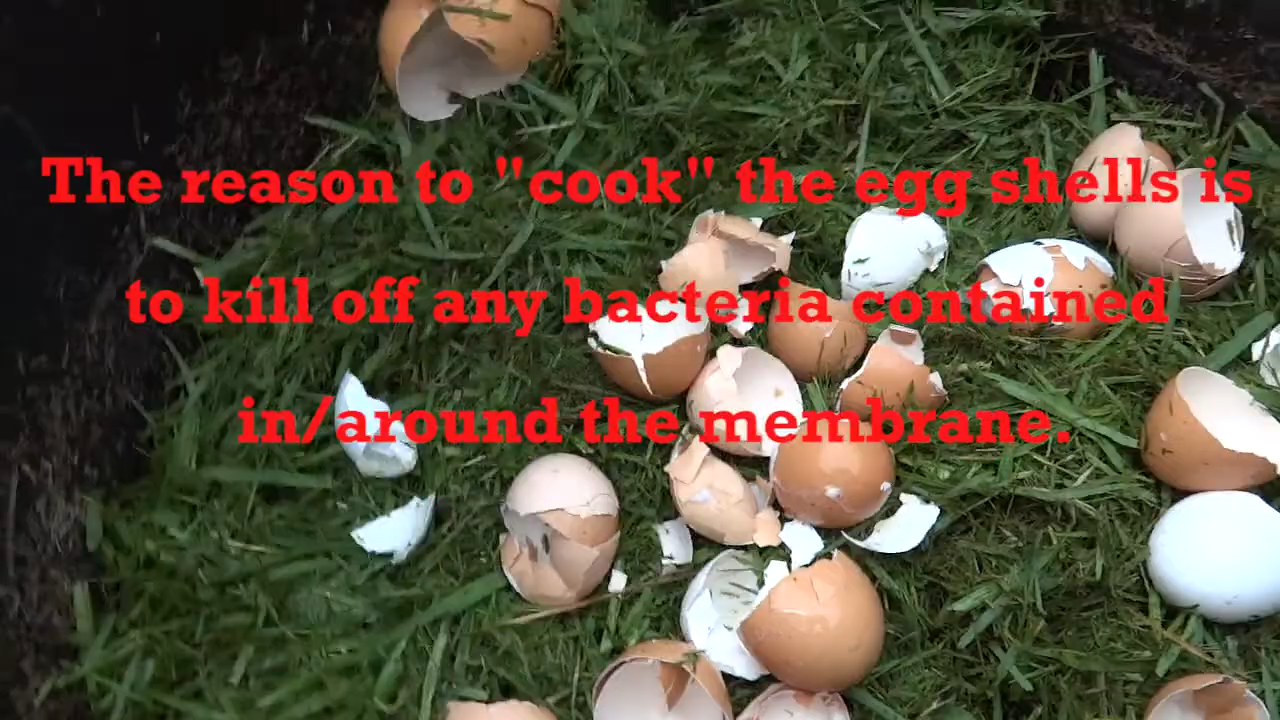 The reason to "cook" the egg shells is
to kill off any bacteria contained
in/around the membrane.